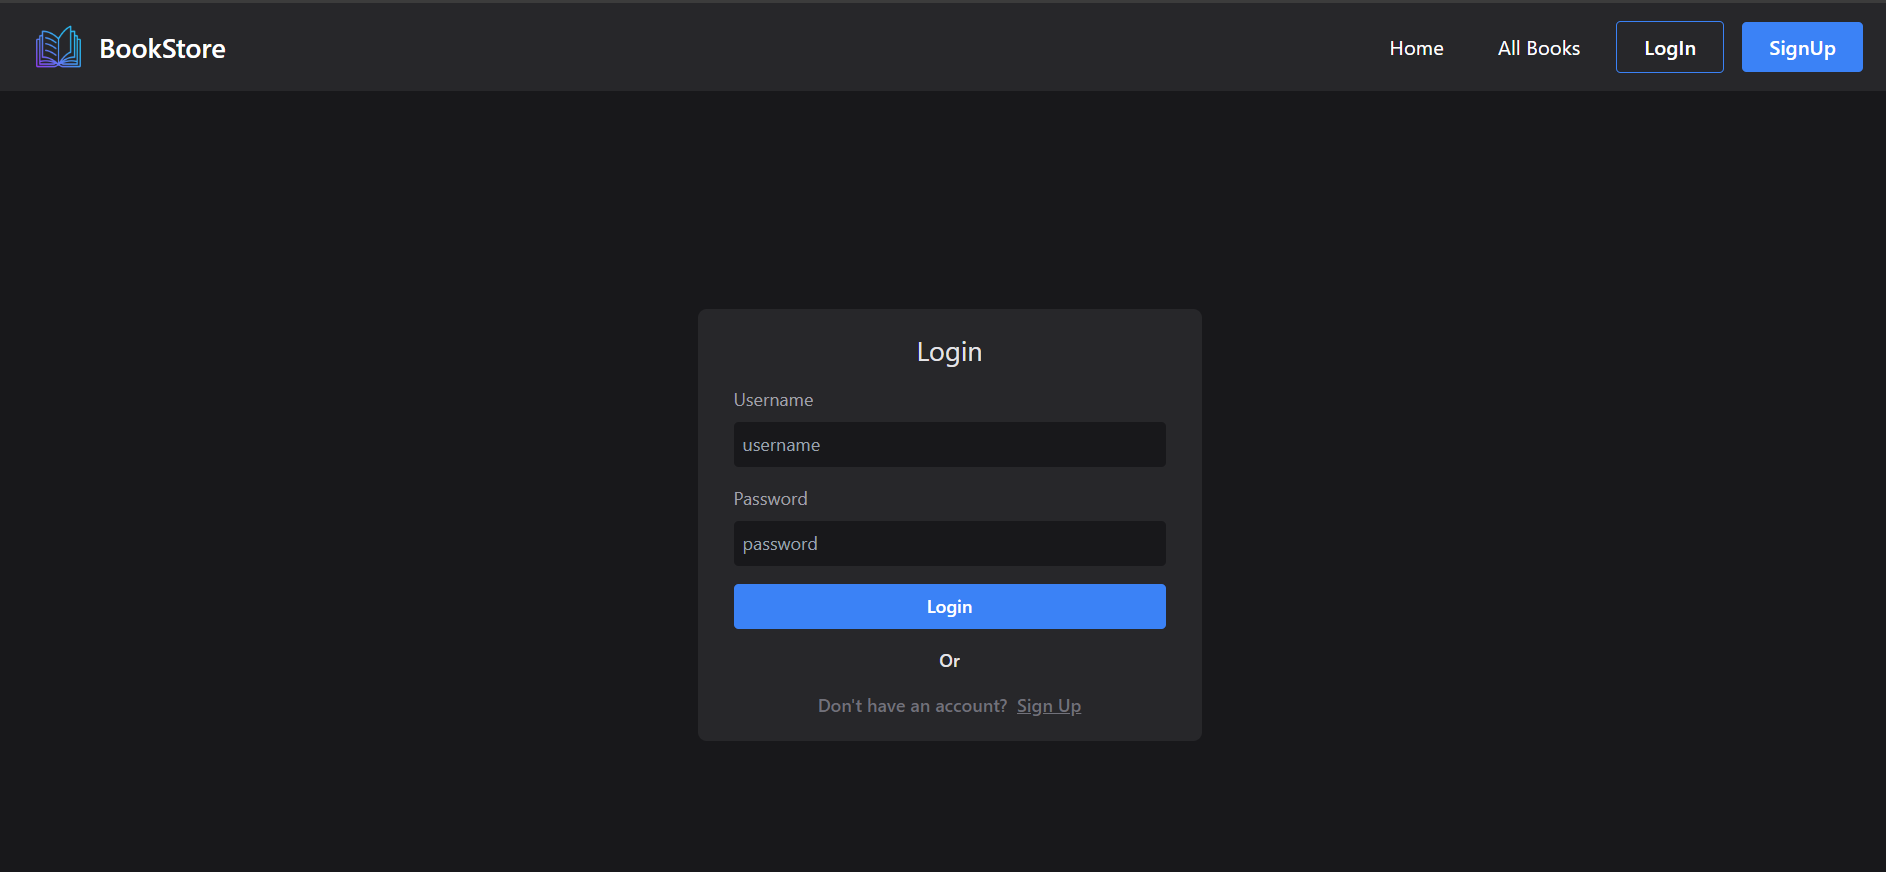 BookStore Home All Books LogIn SignUp
Login
Username
username
Password
password
Login
Or
Don't have an account? Sign Up